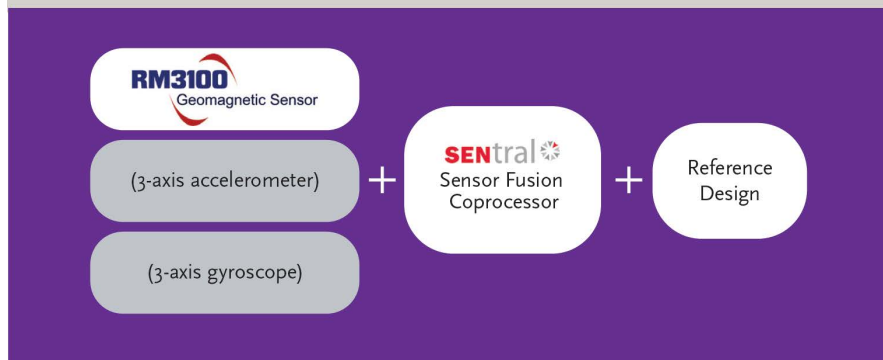 RM3100
Geomagnetic Sensor
(3-axis accelerometer)
(3-axis gyroscope)
+
SENtral
Sensor Fusion
Coprocessor
+
Reference
Design